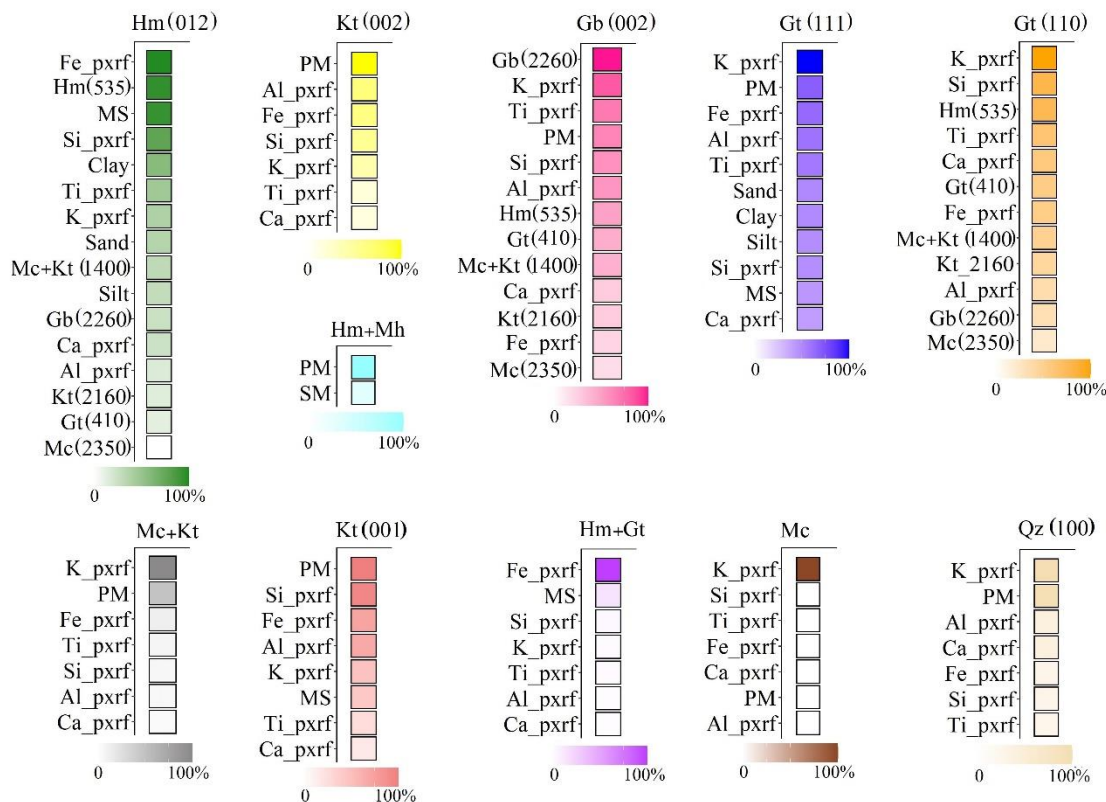 Hm(012)
Fe_pxrf
Hm(535)
MS
Si_pxrf
Clay
Ti_pxrf
K_pxrf
Sand
Mc+Kt(1400)
Silt
Gb(2260)
Ca_pxrf
Al_pxrf
Kt(2160)
Gt(410)
Mc(2350)
0 100%
Kt(002)
PM
Al_pxrf
Fe_pxrf
Si_pxrf
K_pxrf
Ti_pxrf
Ca_pxrf
0 100%
Hm+Mh
PM
SM
0 100%
Gb(002)
Gb(2260)
K_pxrf
Ti_pxrf
PM
Si_pxrf
Al_pxrf
Hm(535)
Gt(410)
Mc+Kt(1400)
Ca_pxrf
Kt(2160)
Fe_pxrf
Mc(2350)
0 100%
Gt(111)
K_pxrf
PM
Fe_pxrf
Al_pxrf
Ti_pxrf
Sand
Clay
Silt
Si_pxrf
MS
Ca_pxrf
0 100%
Gt(110)
K_pxrf
Si_pxrf
Hm(535)
Ti_pxrf
Ca_pxrf
Gt(410)
Fe_pxrf
Mc+Kt(1400)
Kt_2160
Al_pxrf
Gb(2260)
Mc(2350)
0 100%
Mc+Kt
K_pxrf
PM
Fe_pxrf
Ti_pxrf
Si_pxrf
Al_pxrf
Ca_pxrf
0 100%
Kt(001)
PM
Si_pxrf
Fe_pxrf
Al_pxrf
K_pxrf
MS
Ti_pxrf
Ca_pxrf
0 100%
Hm+Gt
Fe_pxrf
MS
Si_pxrf
K_pxrf
Ti_pxrf
Al_pxrf
Ca_pxrf
0 100%
Mc
K_pxrf
Si_pxrf
Ti_pxrf
Fe_pxrf
Ca_pxrf
PM
Al_pxrf
0 100%
Qz(100)
K_pxrf
PM
Al_pxrf
Ca_pxrf
Fe_pxrf
Si_pxrf
Ti_pxrf
0 100%